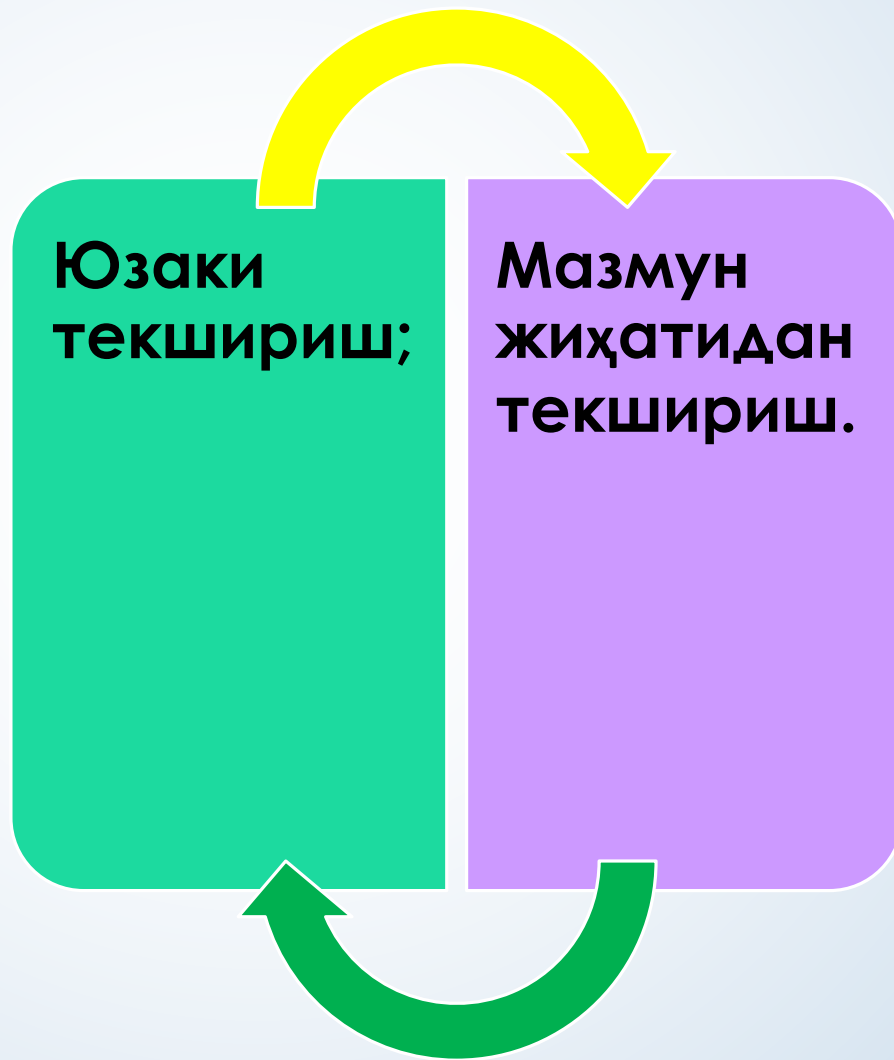 Юзаки
текшириш;
Мазмун
жиҳатидан
текшириш.